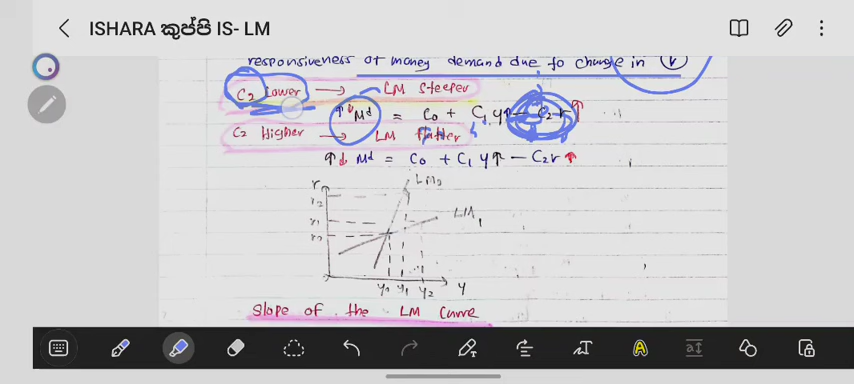 ISHARA කුප්පි IS- LM
responsiveness of money demand due to change in (r)
C2 Lower → LM Steeper
↑↓ Md = C0 + C1 y↑ - C2 r ↑
C2 Higher → LM flatter
↑↓ Md = C0 + C1 y↑ - C2r ↑
r
LM2
r2
LM1
r1
r0
y0 y1 y2 y
Slope of the LM Curve